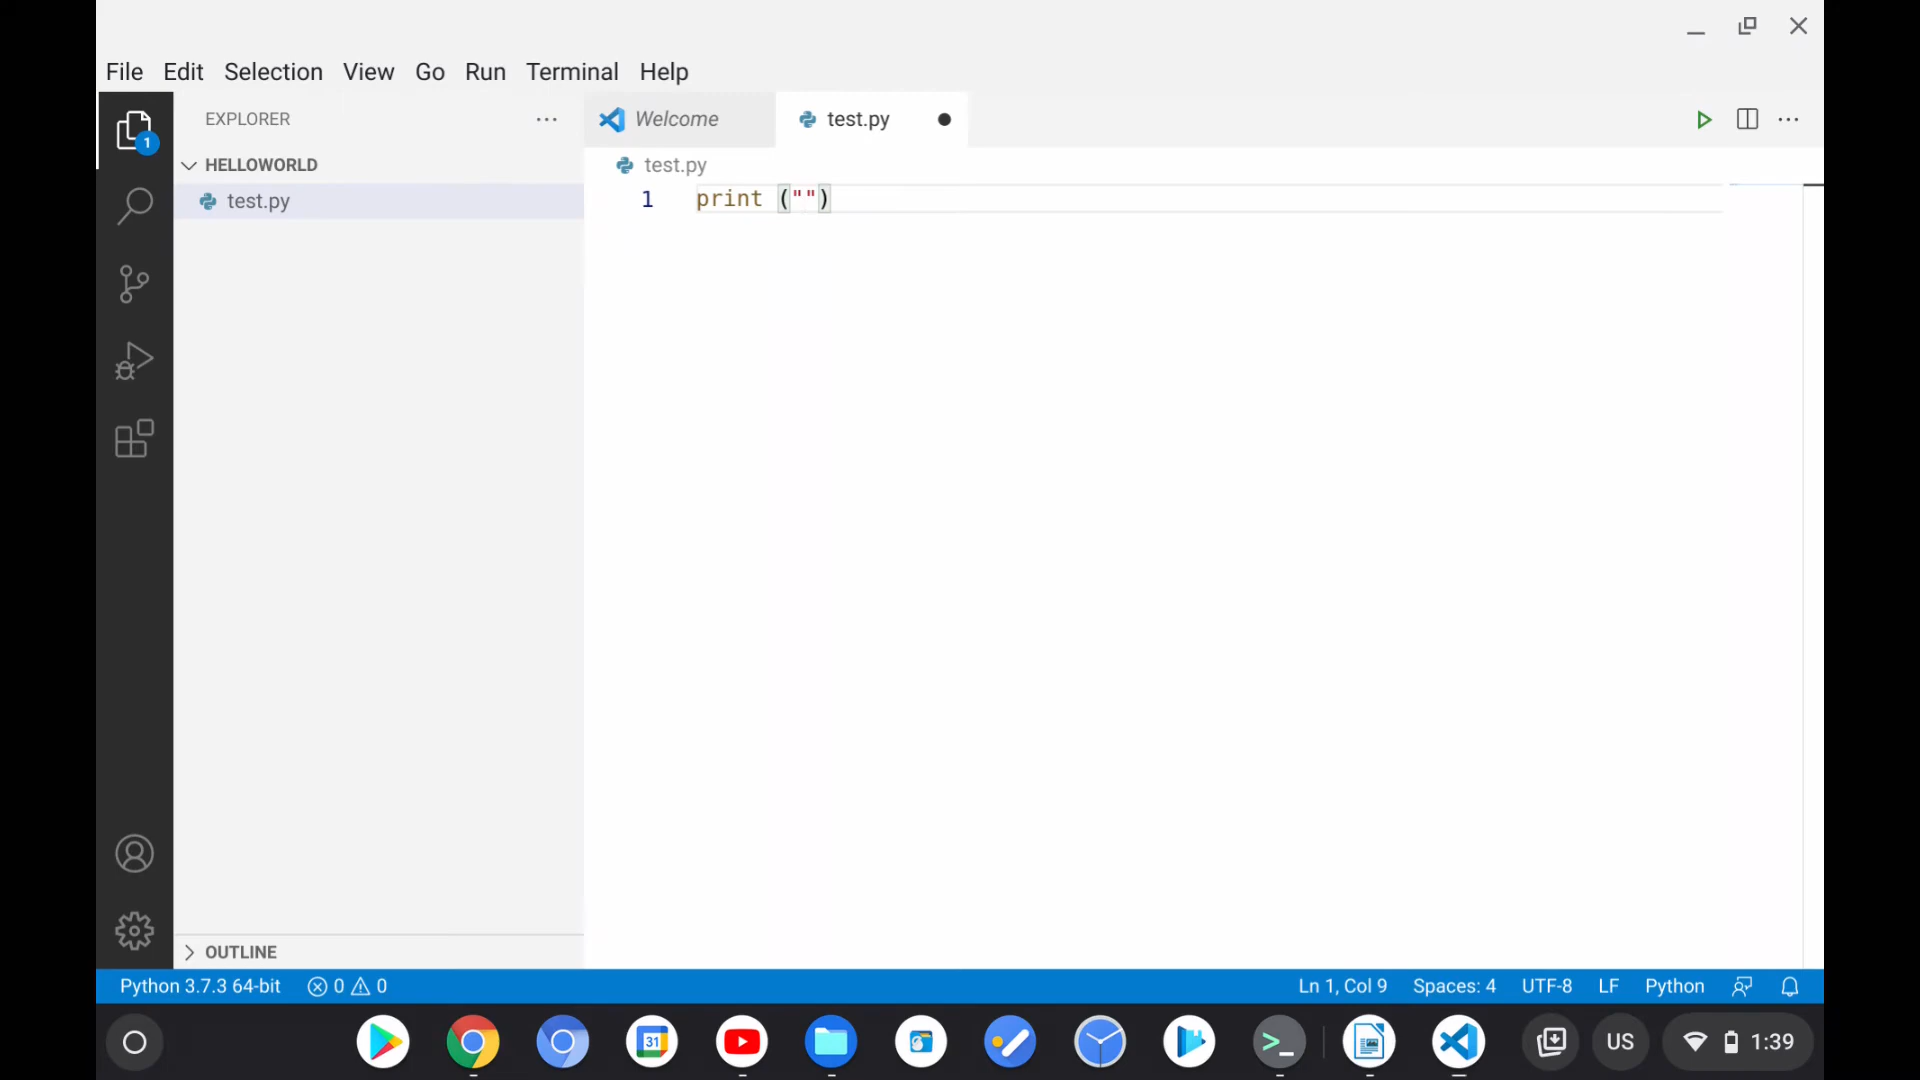 File Edit Selection View Go Run Terminal Help
EXPLORER
Welcome
test.py
1
HELLOWORLD
test.py
test.py
1 print ("")
OUTLINE
Python 3.7.3 64-bit 0 0 Ln 1, Col 9 Spaces: 4 UTF-8 LF Python
31
US 1:39